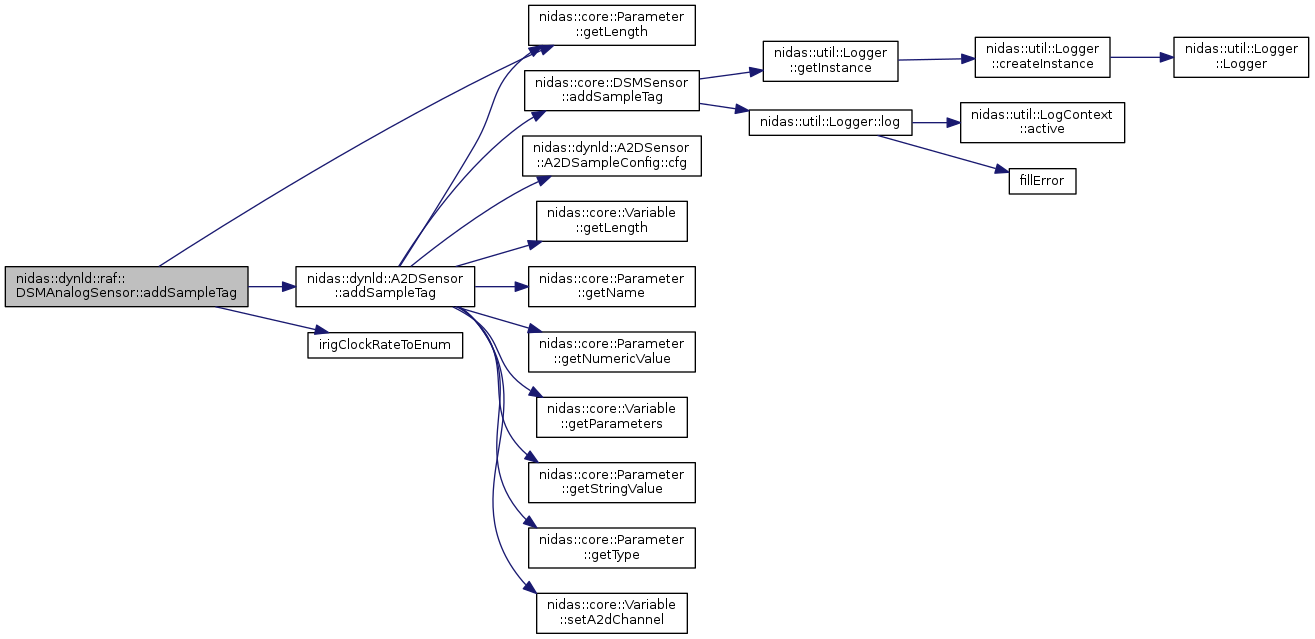 nidas::dynld::raf::
DSMAnalogSensor::addSampleTag
nidas::dynld::A2DSensor
::addSampleTag
irigClockRateToEnum
nidas::core::Parameter
::getLength
nidas::core::DSMSensor
::addSampleTag
nidas::dynld::A2DSensor
::A2DSampleConfig::cfg
nidas::core::Variable
::getLength
nidas::core::Parameter
::getName
nidas::core::Parameter
::getNumericValue
nidas::core::Variable
::getParameters
nidas::core::Parameter
::getStringValue
nidas::core::Parameter
::getType
nidas::core::Variable
::setA2dChannel
nidas::util::Logger
::getInstance
nidas::util::Logger::log
nidas::util::Logger
::createInstance
nidas::util::LogContext
::active
fillError
nidas::util::Logger
::Logger